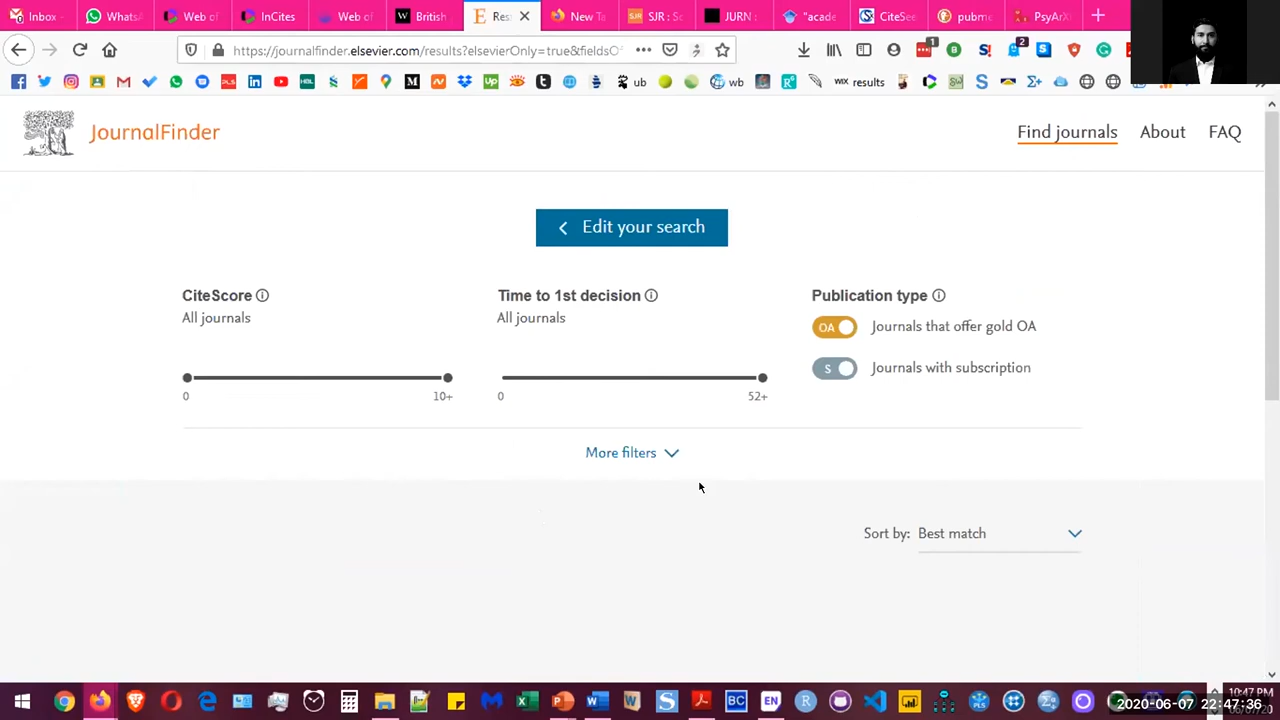 Inbox -
WhatsA
Web of
InCites
Web of
British
Res
New Ta
SJR : Sc
JURN :
"acade
CiteSee
pubme
PsyArX
https://journalfinder.elsevier.com/results?elsevierOnly=true&fieldsO
1
2
ub
wb
WIX results
JournalFinder
Find journals
About
FAQ
Edit your search
CiteScore
All journals
0
10+
Time to 1st decision
All journals
0
52+
Publication type
OA
Journals that offer gold OA
S
Journals with subscription
More filters
Sort by: Best match
10:47 PM
2020-06-07 22:47:36